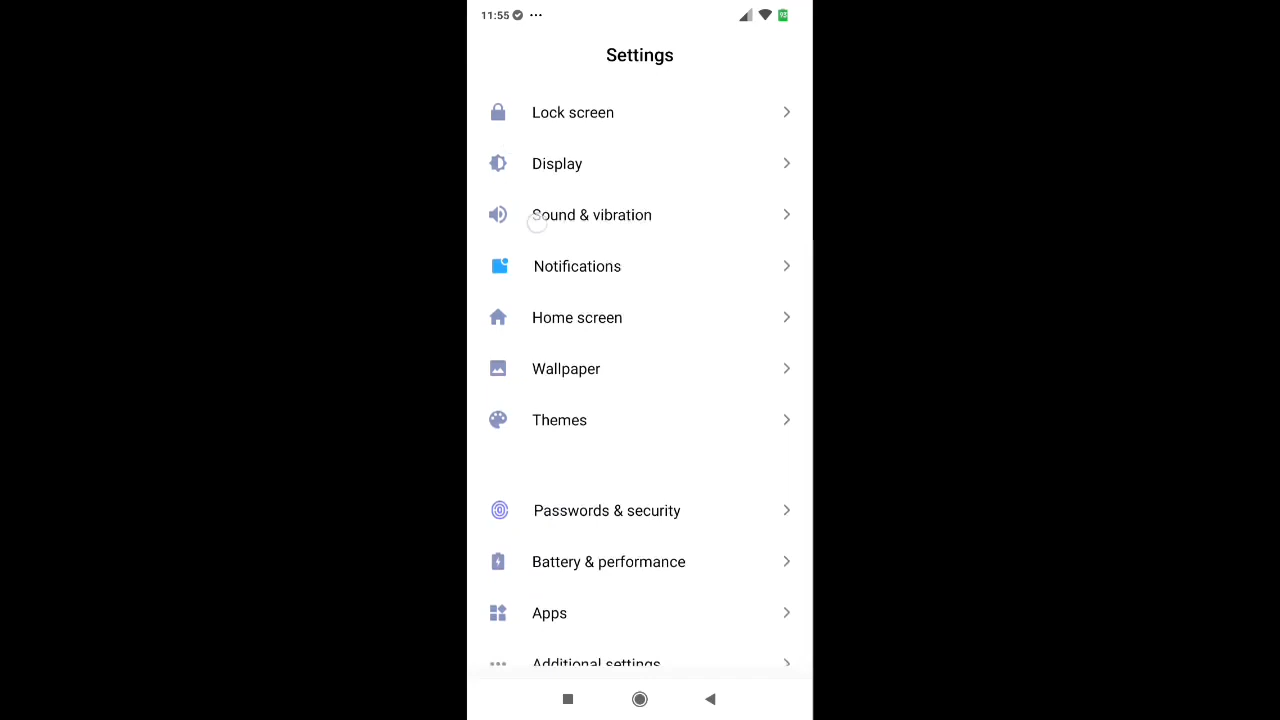 11:55
95
Settings
Lock screen
Display
Sound & vibration
Notifications
Home screen
Wallpaper
Themes
Passwords & security
Battery & performance
Apps
Additional settings